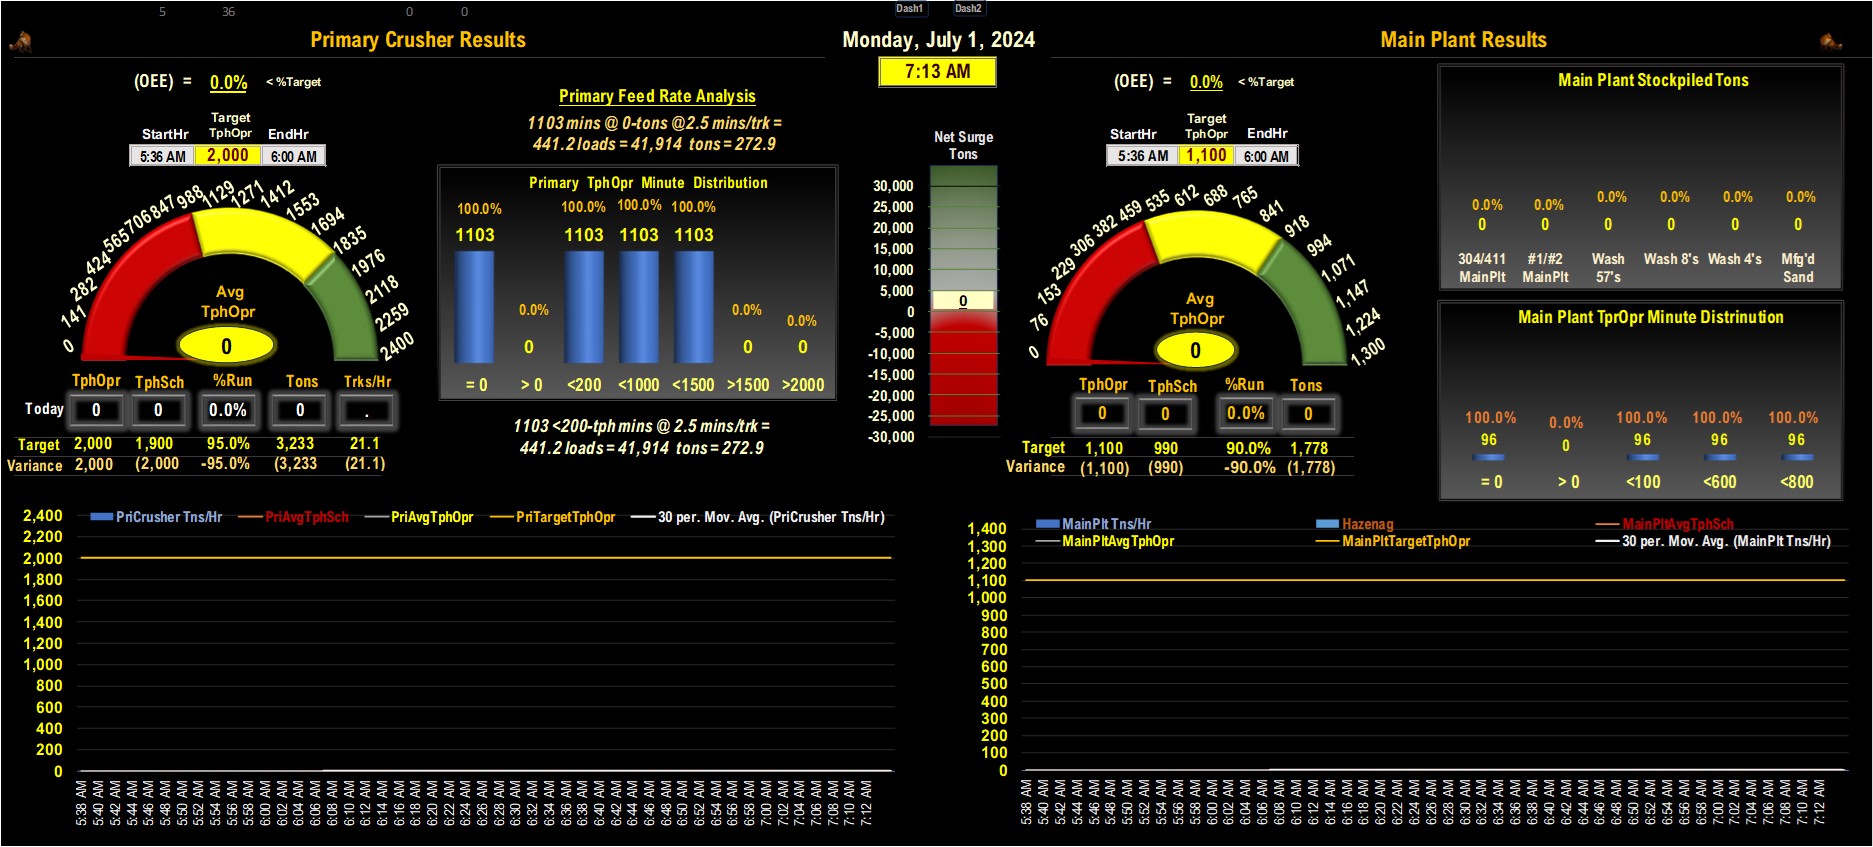 5 36 0 0 Dash1 Dash2
Primary Crusher Results
Monday, July 1, 2024
Main Plant Results
7:13 AM
(OEE) = 0.0% < %Target
Target
StartHr TphOpr EndHr
5:36 AM 2,000 6:00 AM
0 141 282 424 565 706 847 988 1129 1271 1412 1553 1694 1835 1976 2118 2259 2400
Avg
TphOpr
0
TphOpr TphSch %Run Tons Trks/Hr
Today 0 0 0.0% 0 .
Target 2,000 1,900 95.0% 3,233 21.1
Variance 2,000 (2,000 -95.0% (3,233 (21.1)
Primary Feed Rate Analysis
1103 mins @ 0-tons @2.5 mins/trk =
441.2 loads = 41,914 tons = 272.9
Primary TphOpr Minute Distribution
100.0% 0.0% 100.0% 100.0% 100.0% 0.0% 0.0%
1103 0 1103 1103 1103 0 0
= 0 > 0 <200 <1000 <1500 >1500 >2000
1103 <200-tph mins @ 2.5 mins/trk =
441.2 loads = 41,914 tons = 272.9
Net Surge
Tons
30,000
25,000
20,000
15,000
10,000
5,000
0
0
-5,000
-10,000
-15,000
-20,000
-25,000
-30,000
(OEE) = 0.0% < %Target
Target
StartHr TphOpr EndHr
5:36 AM 1,100 6:00 AM
0 76 153 229 306 382 459 535 612 688 765 841 918 994 1,071 1,147 1,224 1,300
Avg
TphOpr
0
TphOpr TphSch %Run Tons
0 0 0.0% 0
Target 1,100 990 90.0% 1,778
Variance (1,100) (990) -90.0% (1,778)
Main Plant Stockpiled Tons
0.0% 0.0% 0.0% 0.0% 0.0% 0.0%
0 0 0 0 0 0
304/411 #1/#2 Wash Wash 8's Wash 4's Mfg'd
MainPlt MainPlt 57's Sand
Main Plant TprOpr Minute Distrinution
100.0% 0.0% 100.0% 100.0% 100.0%
96 0 96 96 96
= 0 > 0 <100 <600 <800
PriCrusher Tns/Hr PriAvgTphSch PriAvgTphOpr PriTargetTphOpr 30 per. Mov. Avg. (PriCrusher Tns/Hr)
2,400
2,200
2,000
1,800
1,600
1,400
1,200
1,000
800
600
400
200
0
5:38 AM 5:40 AM 5:42 AM 5:44 AM 5:46 AM 5:48 AM 5:50 AM 5:52 AM 5:54 AM 5:56 AM 5:58 AM 6:00 AM 6:02 AM 6:04 AM 6:06 AM 6:08 AM 6:10 AM 6:12 AM 6:14 AM 6:16 AM 6:18 AM 6:20 AM 6:22 AM 6:24 AM 6:26 AM 6:28 AM 6:30 AM 6:32 AM 6:34 AM 6:36 AM 6:38 AM 6:40 AM 6:42 AM 6:44 AM 6:46 AM 6:48 AM 6:50 AM 6:52 AM 6:54 AM 6:56 AM 6:58 AM 7:00 AM 7:02 AM 7:04 AM 7:06 AM 7:08 AM 7:10 AM 7:12 AM
MainPlt Tns/Hr Hazenag MainPltAvgTphSch
MainPltAvgTphOpr MainPltTargetTphOpr 30 per. Mov. Avg. (MainPlt Tns/Hr)
1,400
1,300
1,200
1,100
1,000
900
800
700
600
500
400
300
200
100
0
5:38 AM 5:40 AM 5:42 AM 5:44 AM 5:46 AM 5:48 AM 5:50 AM 5:52 AM 5:54 AM 5:56 AM 5:58 AM 6:00 AM 6:02 AM 6:04 AM 6:06 AM 6:08 AM 6:10 AM 6:12 AM 6:14 AM 6:16 AM 6:18 AM 6:20 AM 6:22 AM 6:24 AM 6:26 AM 6:28 AM 6:30 AM 6:32 AM 6:34 AM 6:36 AM 6:38 AM 6:40 AM 6:42 AM 6:44 AM 6:46 AM 6:48 AM 6:50 AM 6:52 AM 6:54 AM 6:56 AM 6:58 AM 7:00 AM 7:02 AM 7:04 AM 7:06 AM 7:08 AM 7:10 AM 7:12 AM